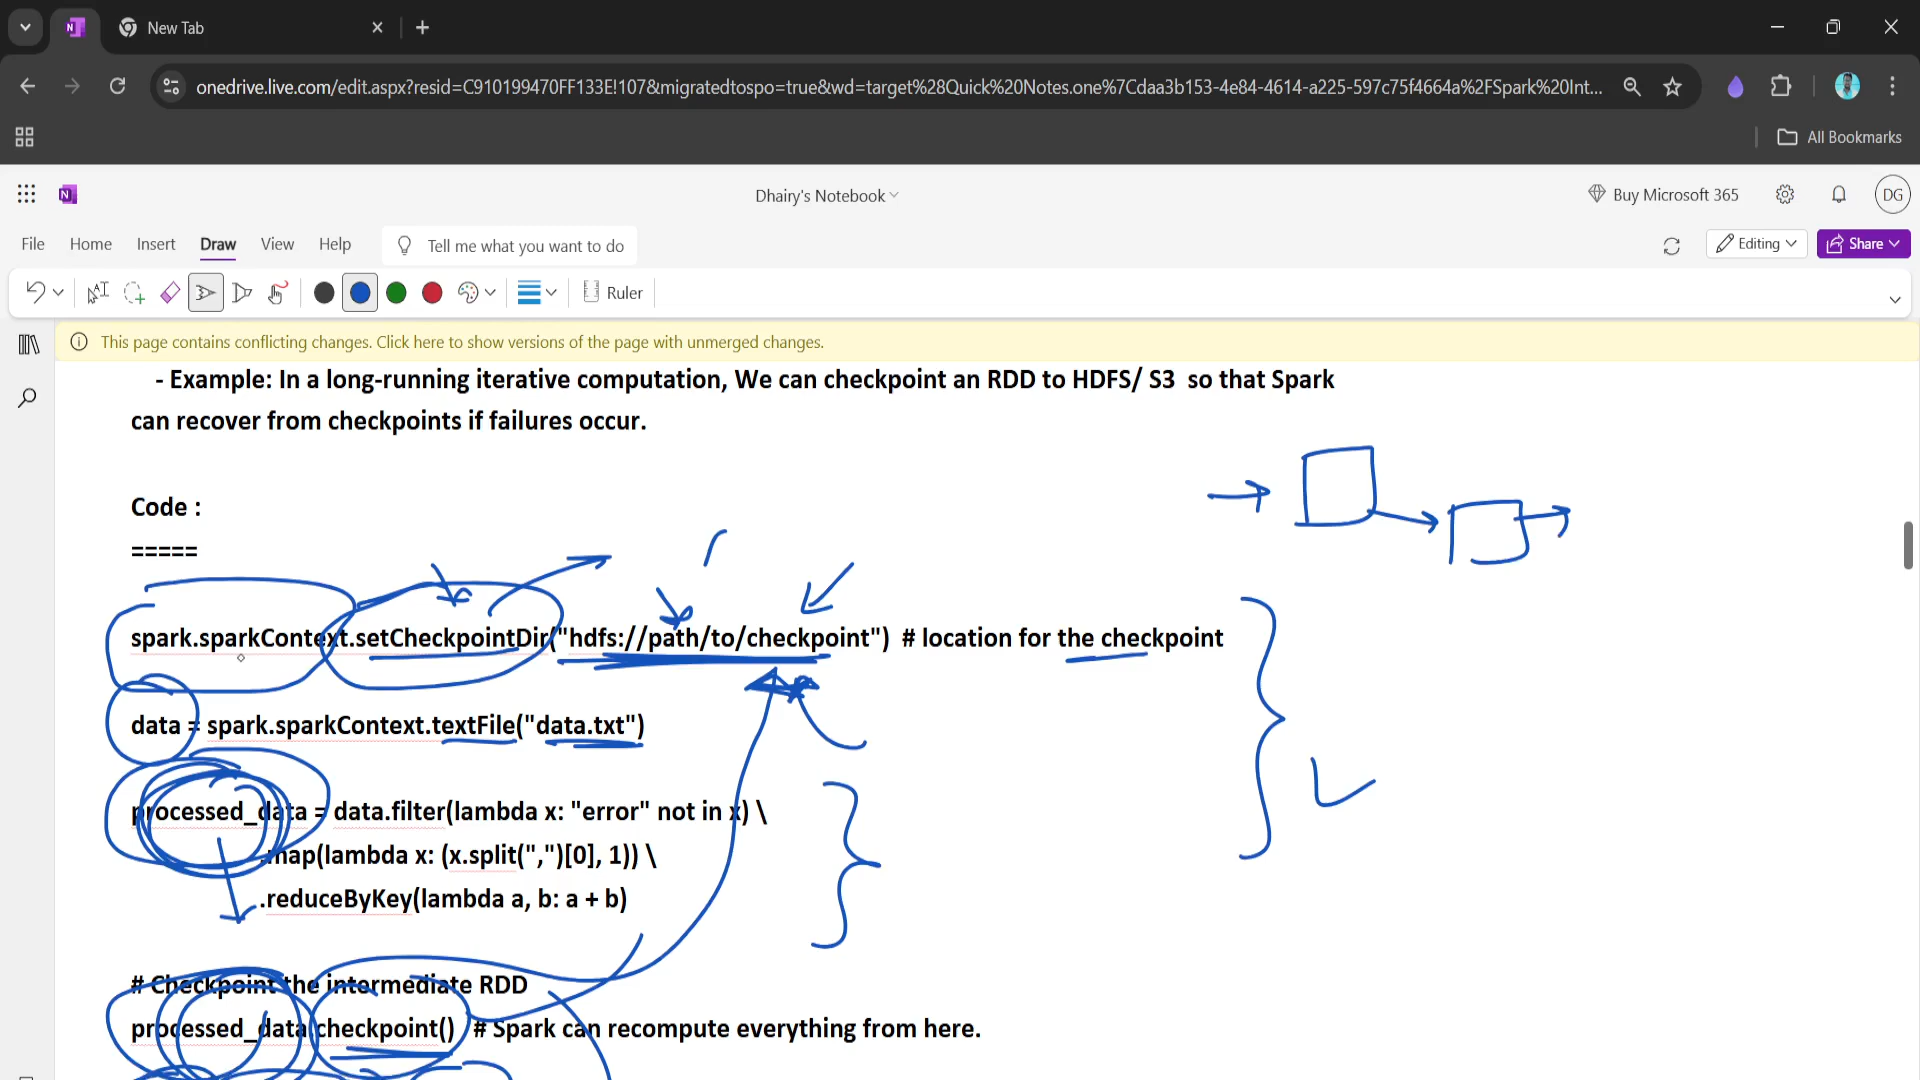 New Tab
onedrive.live.com/edit.aspx?resid=C910199470FF133E!107&migratedtospo=true&wd=target%28Quick%20Notes.one%7Cdaa3b153-4e84-4614-a225-597c75f4664a%2FSpark%20Int...
All Bookmarks
N
Dhairy's Notebook
Buy Microsoft 365
DG
File Home Insert Draw View Help Tell me what you want to do
Editing Share
Ruler
This page contains conflicting changes. Click here to show versions of the page with unmerged changes.
- Example: In a long-running iterative computation, We can checkpoint an RDD to HDFS/ S3 so that Spark
can recover from checkpoints if failures occur.
Code :
=====
spark.sparkContext.setCheckpointDir("hdfs://path/to/checkpoint") # location for the checkpoint
data = spark.sparkContext.textFile("data.txt")
processed_data = data.filter(lambda x: "error" not in x) \
.map(lambda x: (x.split(",")[0], 1)) \
.reduceByKey(lambda a, b: a + b)
# Checkpoint the intermediate RDD
processed_data.checkpoint() # Spark can recompute everything from here.